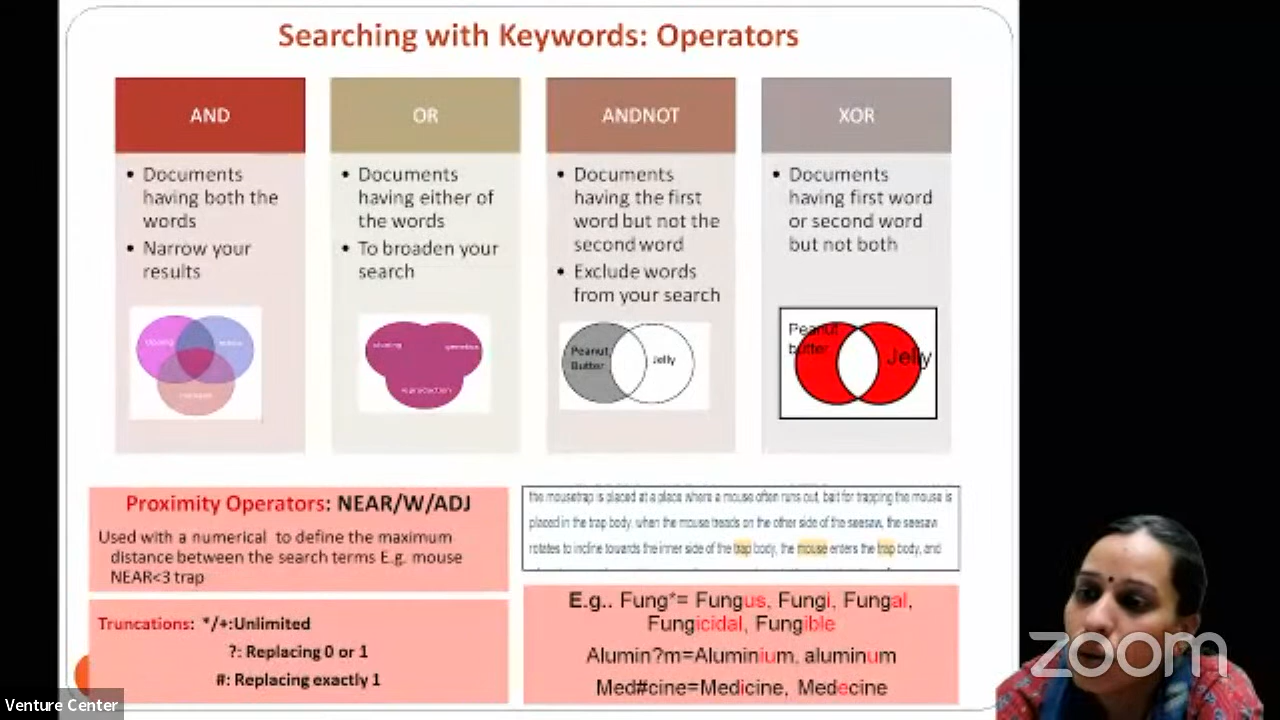 Searching with Keywords: Operators
AND
• Documents
having both the
words
• Narrow your
results
OR
• Documents
having either of
the words
• To broaden your
search
ANDNOT
• Documents
having the first
word but not the
second word
• Exclude words
from your search
XOR
• Documents
having first word
or second word
but not both
cloning
reproduction
Peanut
Butter
Jelly
Peanut
butter
Jelly
Proximity Operators: NEAR/W/ADJ
Used with a numerical to define the maximum
distance between the search terms E.g. mouse
NEAR<3 trap
the mousetrap is placed at a place where a mouse often runs out, bait for trapping the mouse is
placed in the trap body, when the mouse treads on the other side of the seesaw, the seesaw
rotates to incline towards the inner side of the trap body, the mouse enters the trap body, and
Truncations: */+:Unlimited
?: Replacing 0 or 1
#: Replacing exactly 1
E.g.. Fung*= Fungus, Fungi, Fungal,
Fungicidal, Fungible
Alumin?m=Aluminium, aluminum
Med#cine=Medicine, Medecine
zoom
Venture Center